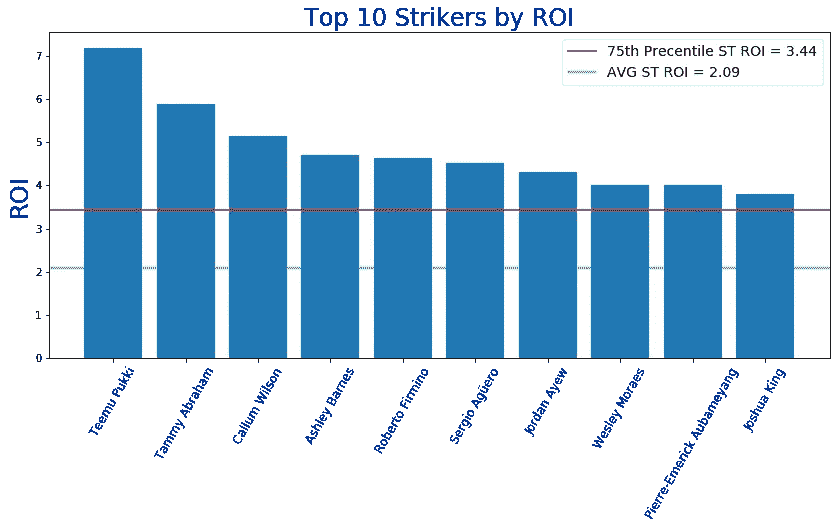 Top 10 Strikers by ROI
75th Precentile ST ROI = 3.44
AVG ST ROI = 2.09
ROI
7
6
5
4
3
2
1
0
Teemu Pukki
Tammy Abraham
Callum Wilson
Ashley Barnes
Roberto Firmino
Sergio Agüero
Jordan Ayew
Wesley Moraes
Pierre-Emerick Aubameyang
Joshua King